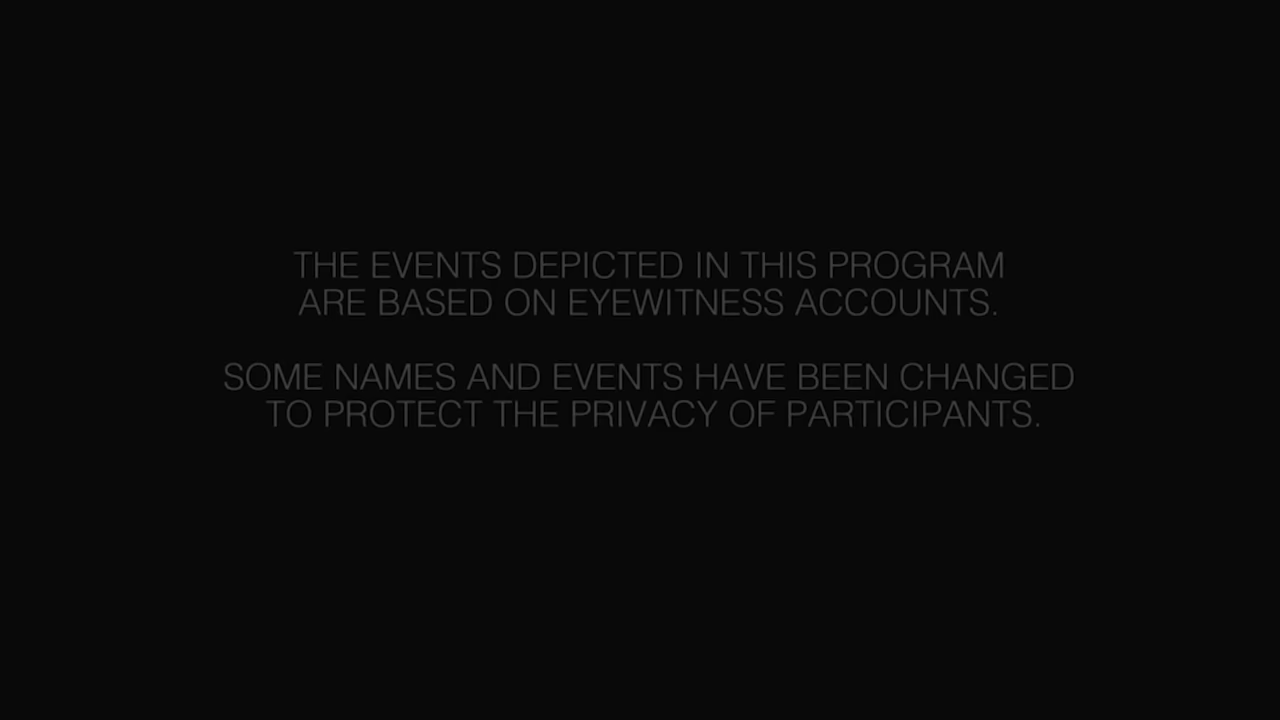 THE EVENTS DEPICTED IN THIS PROGRAM
ARE BASED ON EYEWITNESS ACCOUNTS.
SOME NAMES AND EVENTS HAVE BEEN CHANGED
TO PROTECT THE PRIVACY OF PARTICIPANTS.